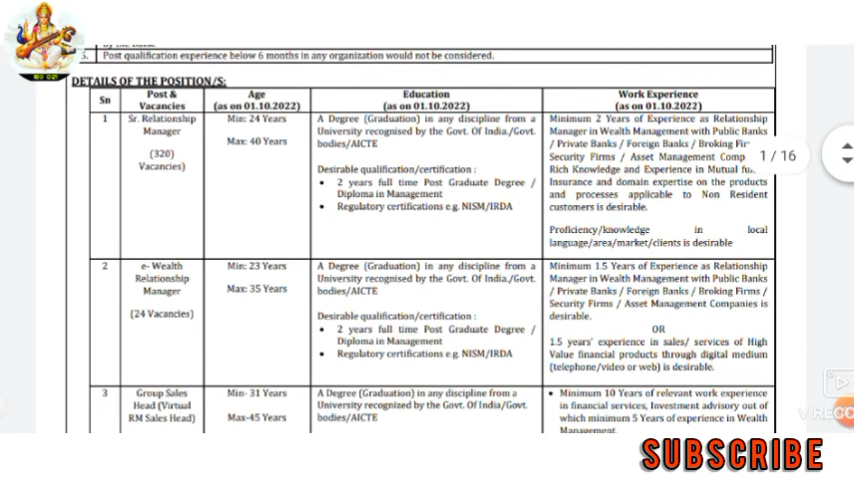 5. Post qualification experience below 6 months in any organization would not be considered.
DETAILS OF THE POSITION/S:
Sn
Post &
Vacancies
Age
(as on 01.10.2022)
Education
(as on 01.10.2022)
Work Experience
(as on 01.10.2022)
1
Sr. Relationship
Manager
(320)
Vacancies)
Min: 24 Years
Max: 40 Years
A Degree (Graduation) in any discipline from a
University recognised by the Govt. Of India./Govt.
bodies/AICTE
Desirable qualification/certification :
• 2 years full time Post Graduate Degree /
Diploma in Management
• Regulatory certifications e.g. NISM/IRDA
Minimum 2 Years of Experience as Relationship
Manager in Wealth Management with Public Banks
/ Private Banks / Foreign Banks / Broking
Security Firms / Asset Management
Rich Knowledge and Experience in Mutual
Insurance and domain expertise on the products
and processes applicable to Non Resident
customers is desirable.
Proficiency/knowledge in local
language/area/market/clients is desirable
1 / 16
2
e- Wealth
Relationship
Manager
(24 Vacancies)
Min: 23 Years
Max: 35 Years
A Degree (Graduation) in any discipline from a
University recognised by the Govt. Of India./Govt.
bodies/AICTE
Desirable qualification/certification :
• 2 years full time Post Graduate Degree /
Diploma in Management
• Regulatory certifications e.g. NISM/IRDA
Minimum 1.5 Years of Experience as Relationship
Manager in Wealth Management with Public Banks
/ Private Banks / Foreign Banks / Broking Firms /
Security Firms / Asset Management Companies is
desirable.
OR
1.5 years' experience in sales/ services of High
Value financial products through digital medium
(telephone/video or web) is desirable.
3
Group Sales
Head (Virtual
RM Sales Head)
Min- 31 Years
Max-45 Years
A Degree (Graduation) in any discipline from a
University recognized by the Govt. Of India/Govt.
bodies/AICTE
• Minimum 10 Years of relevant work experience
in financial services, Investment advisory out of
which minimum 5 Years of experience in Wealth
Management.
SUBSCRIBE